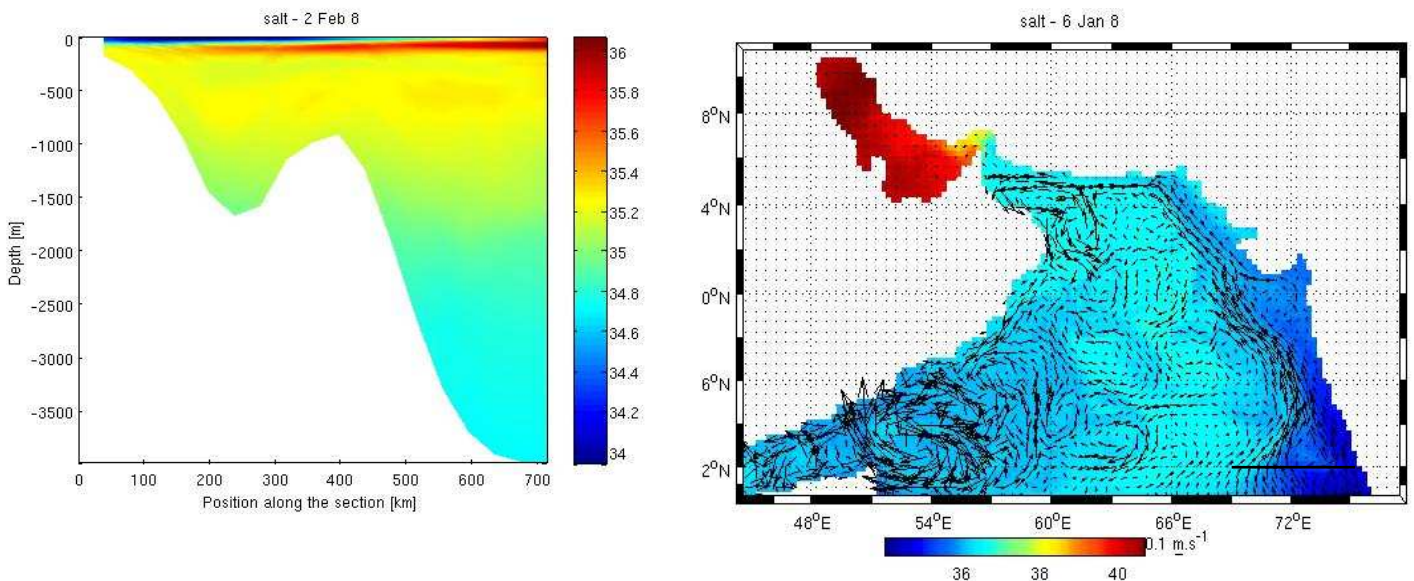 salt - 2 Feb 8
0
-500
-1000
-1500
-2000
-2500
-3000
-3500
Depth [m]
0 100 200 300 400 500 600 700
Position along the section [km]
36
35.8
35.6
35.4
35.2
35
34.8
34.6
34.4
34.2
34
salt - 6 Jan 8
8°N
4°N
0°N
6°N
2°N
48°E 54°E 60°E 66°E 72°E
0.1 m.s-1
36 38 40